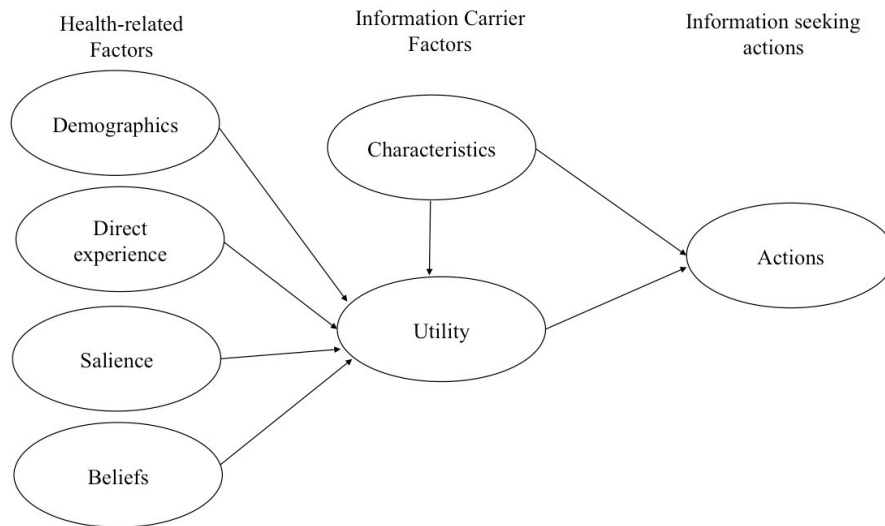 Health-related
Factors
Information Carrier
Factors
Information seeking
actions
Demographics
Characteristics
Direct
experience
Actions
Utility
Salience
Beliefs